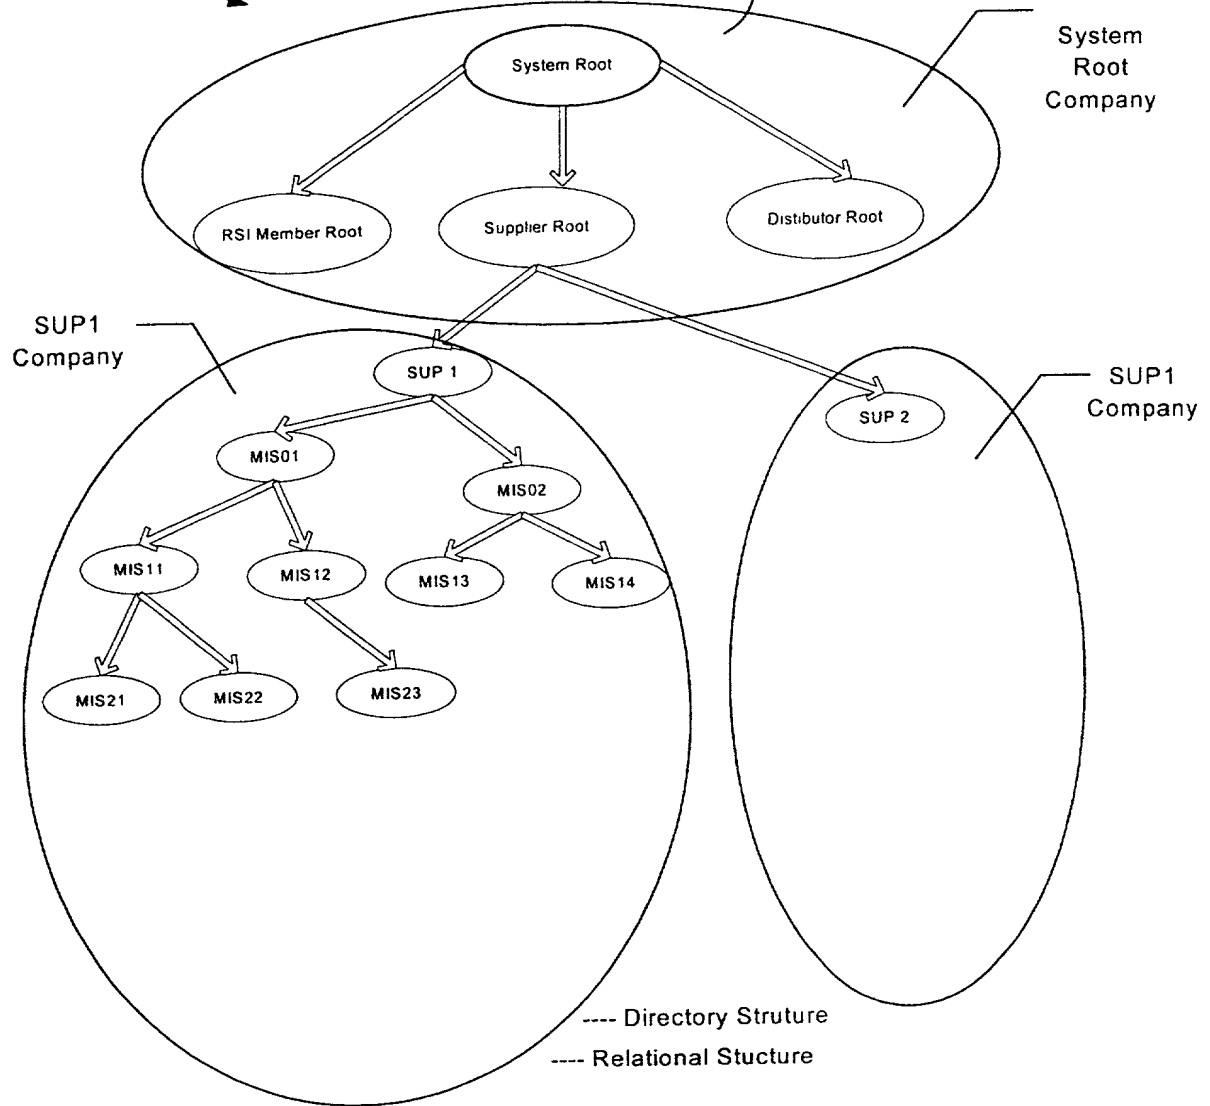 System
Root
Company
System Root
RSI Member Root
Supplier Root
Distibutor Root
SUP1
Company
SUP 1
SUP1
Company
SUP 2
MIS01
MIS02
MIS11
MIS12
MIS13
MIS14
MIS21
MIS22
MIS23
---- Directory Struture
---- Relational Stucture